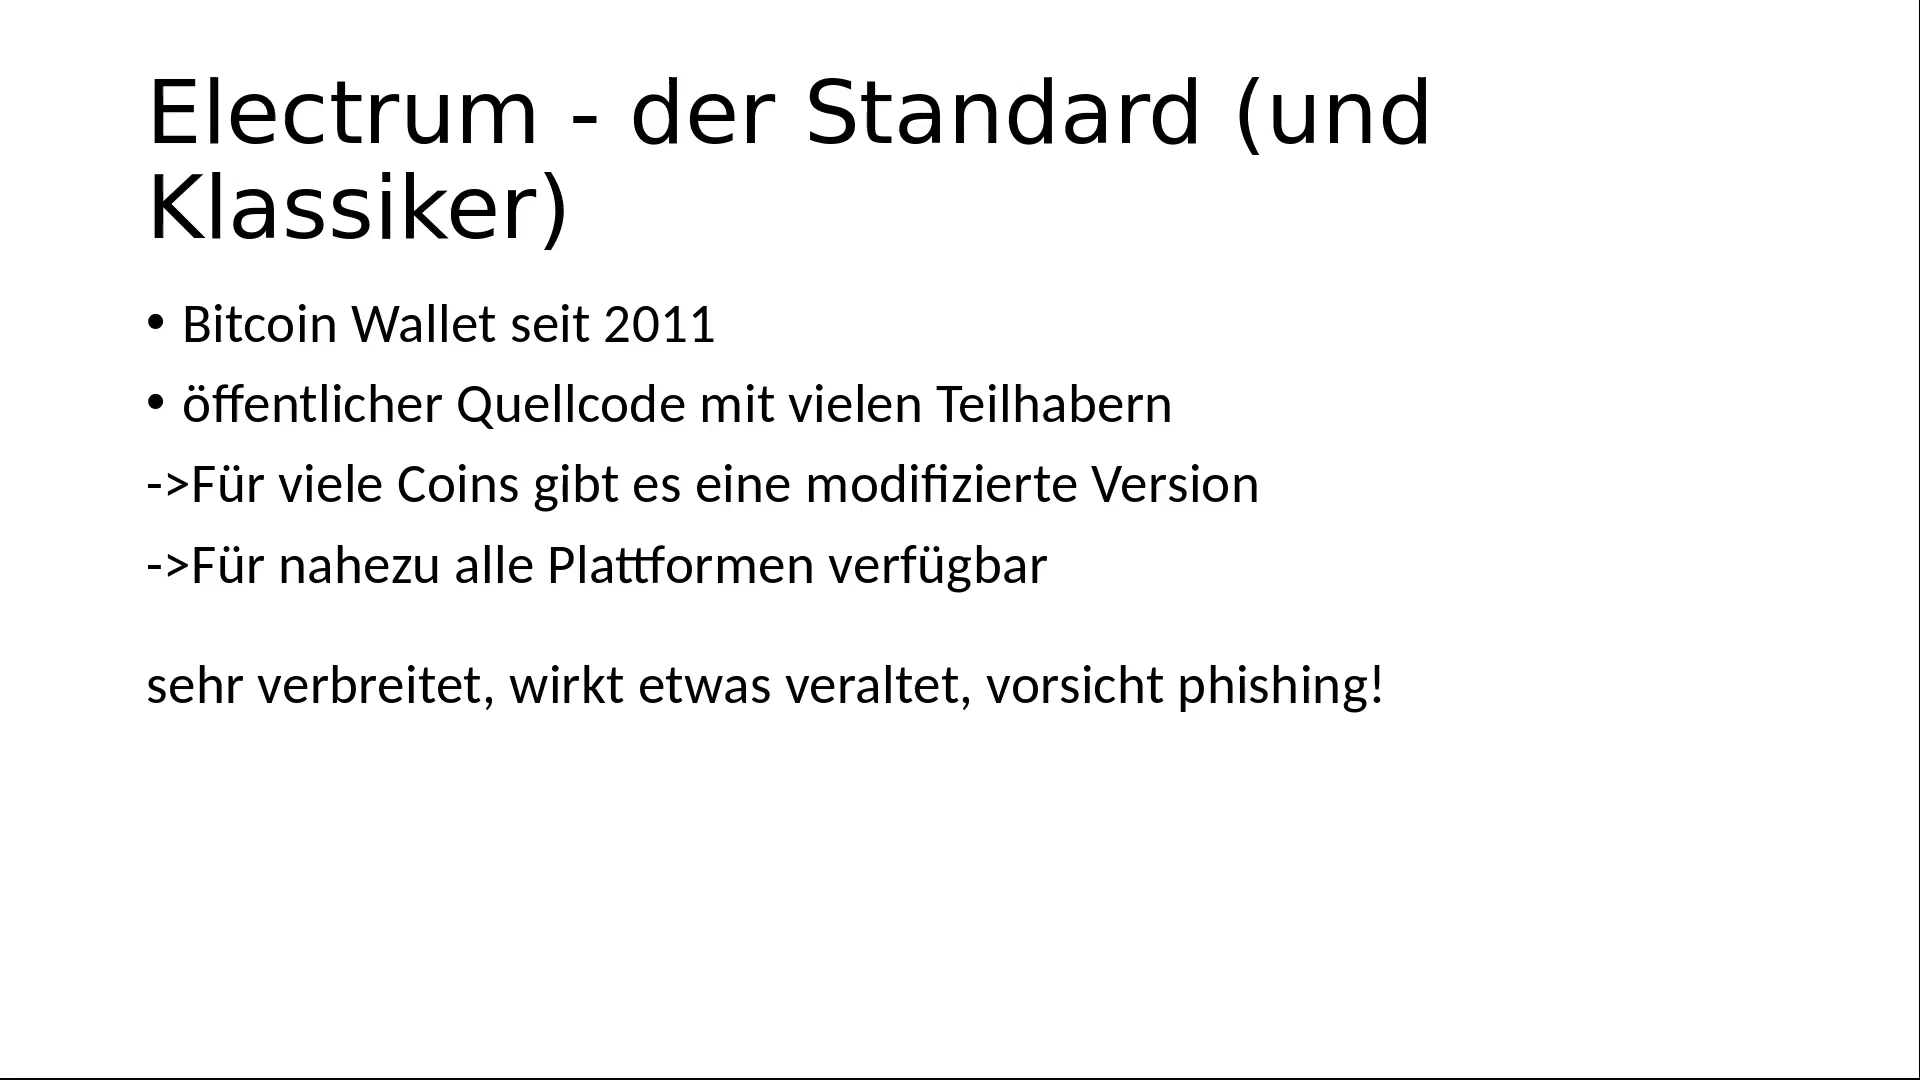 Electrum - der Standard (und
Klassiker)
• Bitcoin Wallet seit 2011
• öffentlicher Quellcode mit vielen Teilhabern
->Für viele Coins gibt es eine modifizierte Version
->Für nahezu alle Plattformen verfügbar
sehr verbreitet, wirkt etwas veraltet, vorsicht phishing!